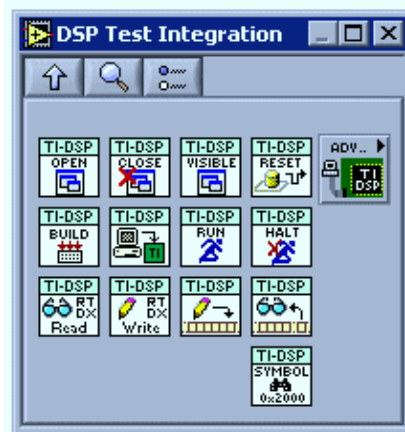 DSP Test Integration
TI-DSP TI-DSP TI-DSP TI-DSP ADV..
OPEN CLOSE VISIBLE RESET
TI DSP
TI-DSP TI-DSP TI-DSP TI-DSP
BUILD TI RUN HALT
TI-DSP TI-DSP TI-DSP TI-DSP
RT DX RT DX
Read Write
TI-DSP
SYMBOL
0x2000